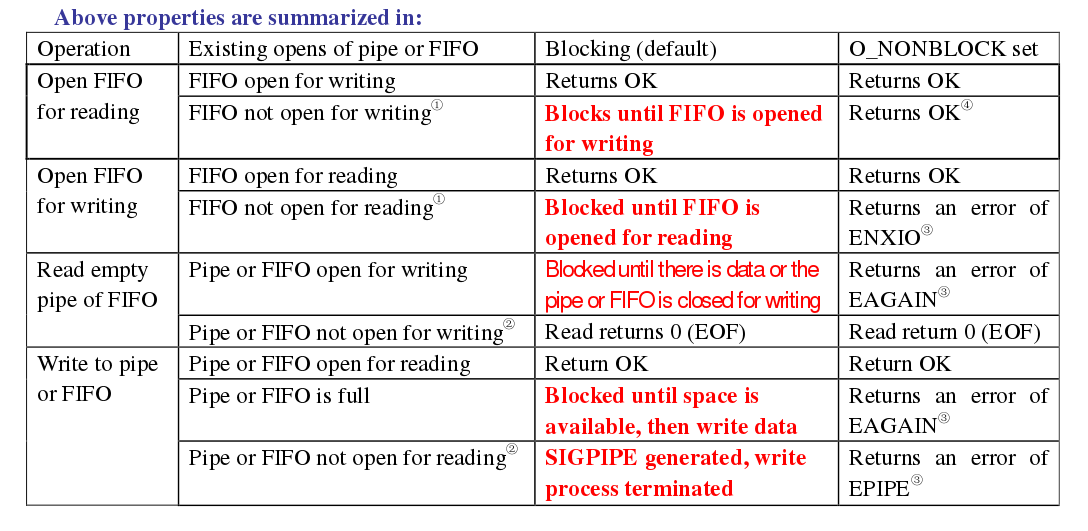 Above properties are summarized in:
Operation Existing opens of pipe or FIFO Blocking (default) O_NONBLOCK set
Open FIFO for reading FIFO open for writing Returns OK Returns OK
FIFO not open for writing① Blocks until FIFO is opened for writing Returns OK④
Open FIFO for writing FIFO open for reading Returns OK Returns OK
FIFO not open for reading① Blocked until FIFO is opened for reading Returns an error of ENXIO③
Read empty pipe of FIFO Pipe or FIFO open for writing Blocked until there is data or the pipe or FIFO is closed for writing Returns an error of EAGAIN③
Pipe or FIFO not open for writing② Read returns 0 (EOF) Read return 0 (EOF)
Write to pipe or FIFO Pipe or FIFO open for reading Return OK Return OK
Pipe or FIFO is full Blocked until space is available, then write data Returns an error of EAGAIN③
Pipe or FIFO not open for reading② SIGPIPE generated, write process terminated Returns an error of EPIPE③